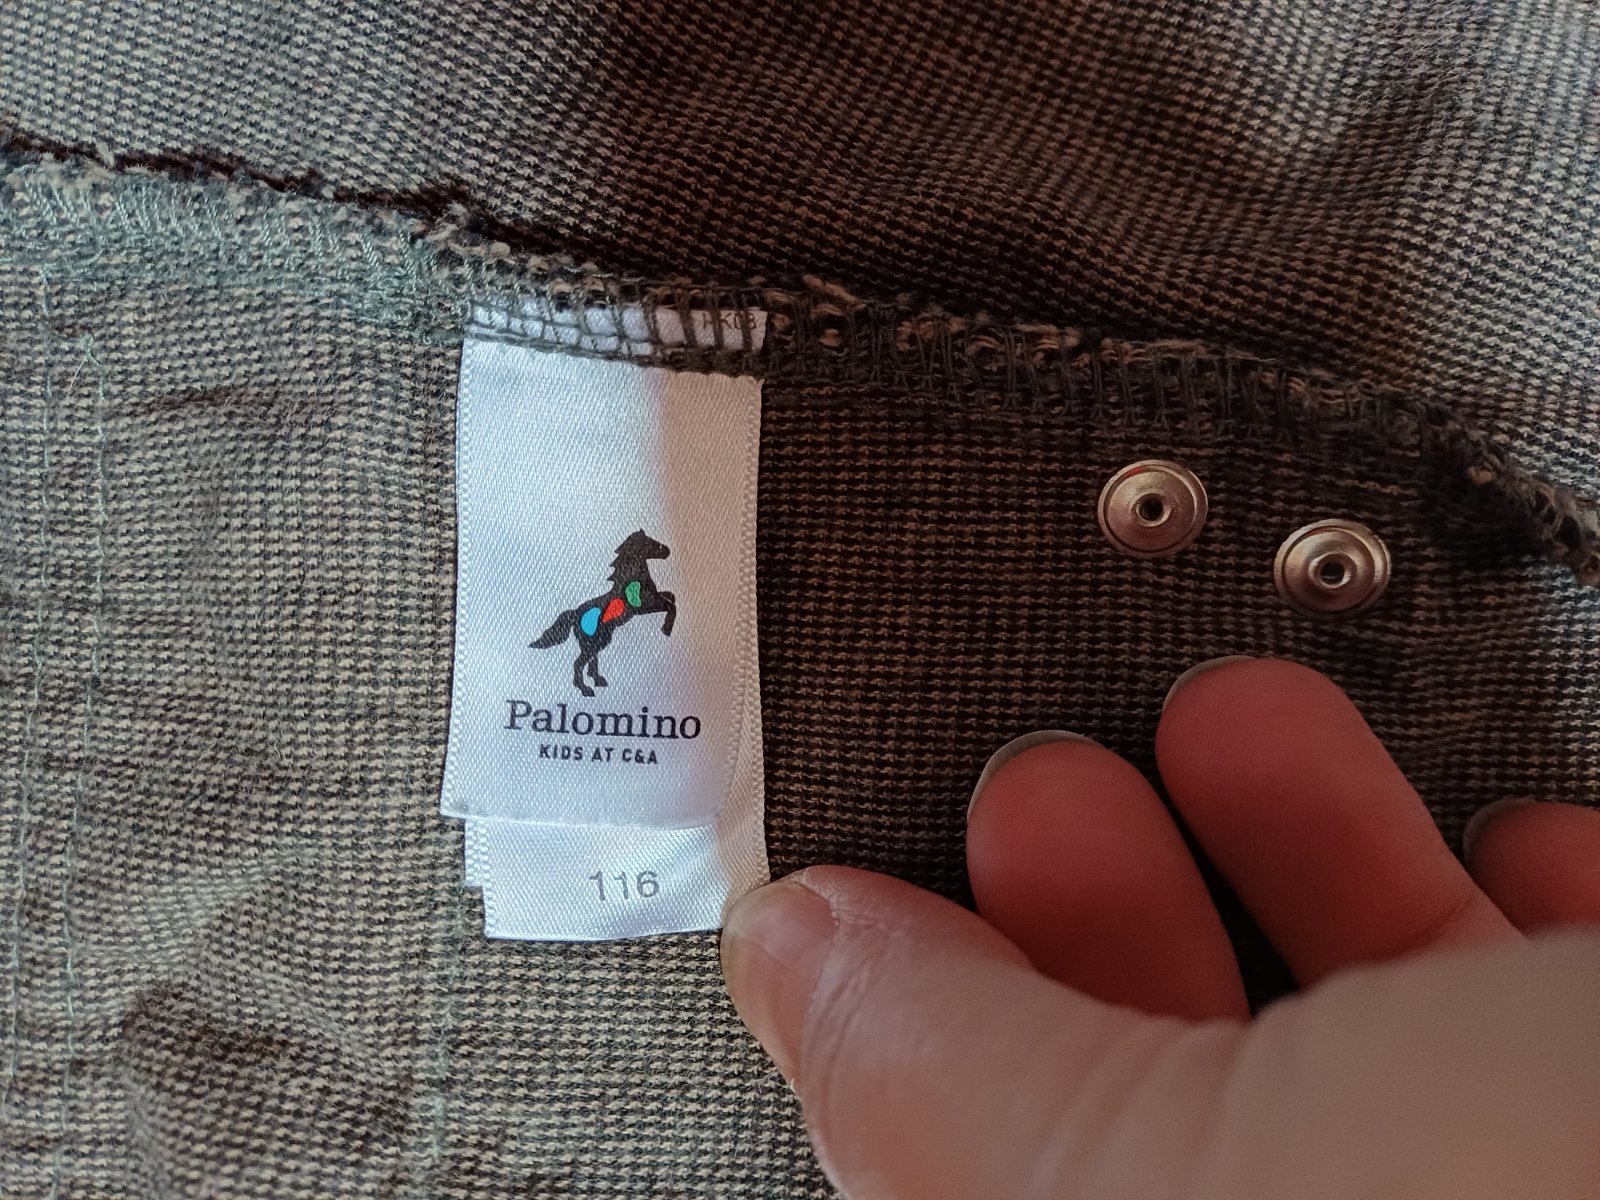 Palomino
KIDS AT C&A
116